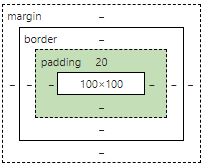 margin –
border –
padding 20
– – – 100×100 – – –
–
–
–